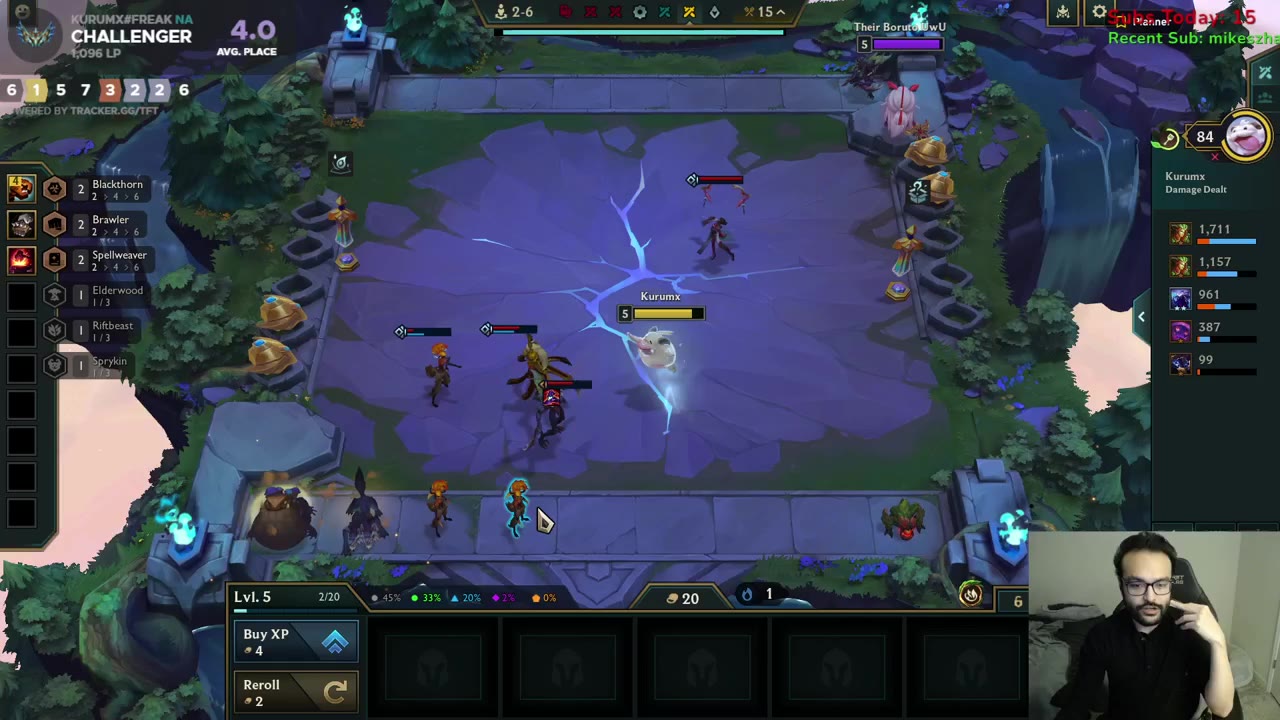 KURUMX#FREAK NA
CHALLENGER
1,096 LP
4.0
AVG. PLACE
6 1 5 7 3 2 2 6
WERED BY TRACKER.GG/TFT
2-6
15
Their Boruto UwU
5
Planner
Subs Today: 15
Recent Sub: mikeszha
84
Kurumx
Damage Dealt
1,711
1,157
961
387
99
4
2 Blackthorn
2 > 4 > 6
2 Brawler
2 > 4 > 6
2 Spellweaver
2 > 4 > 6
1 Elderwood
1 / 3
1 Riftbeast
1 / 3
1 Sprykin
1 / 3
Kurumx
5
Lvl. 5
2/20
45% 33% 20% 2% 0%
20
1
6
Buy XP
4
Reroll
2